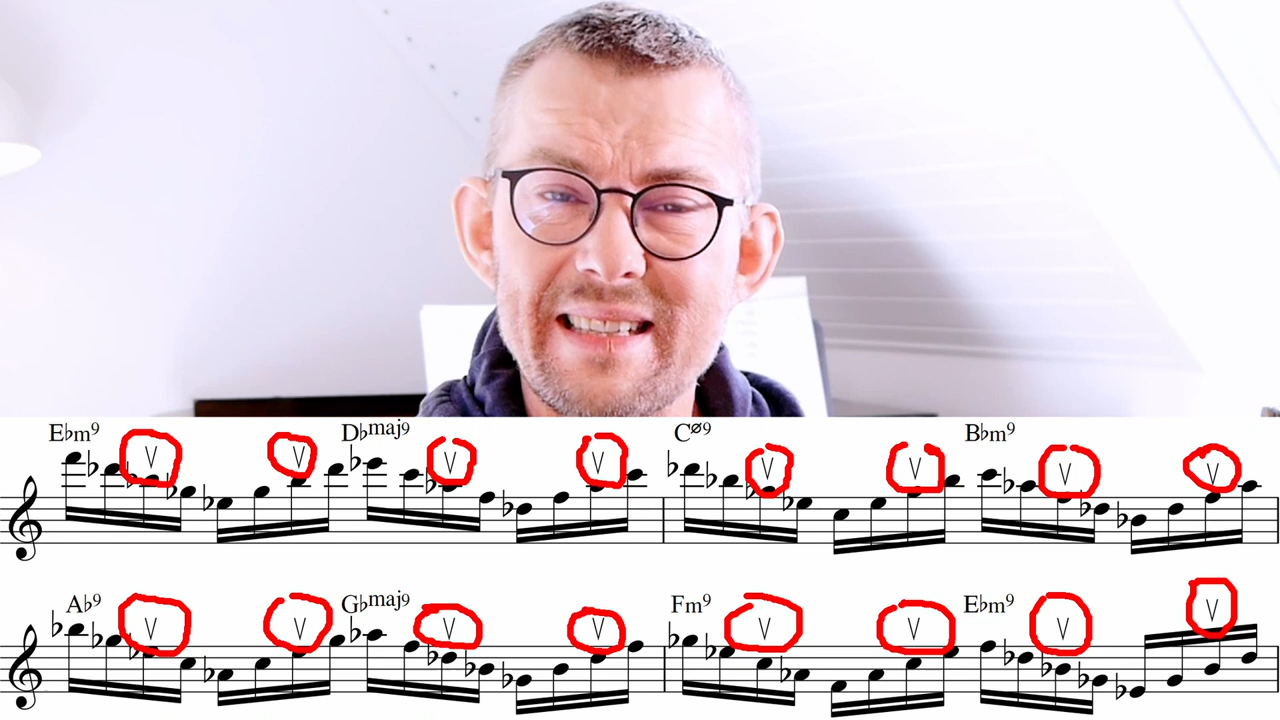 E♭m⁹ D♭maj⁹ Cø⁹ B♭m⁹
V V V V V V V V
A♭⁹ G♭maj⁹ Fm⁹ E♭m⁹
V V V V V V V V